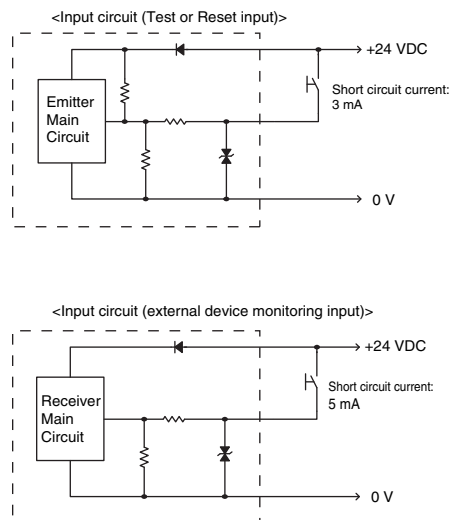 <Input circuit (Test or Reset input)>
+24 VDC
Emitter
Main
Circuit
Short circuit current:
3 mA
0 V
<Input circuit (external device monitoring input)>
+24 VDC
Receiver
Main
Circuit
Short circuit current:
5 mA
0 V